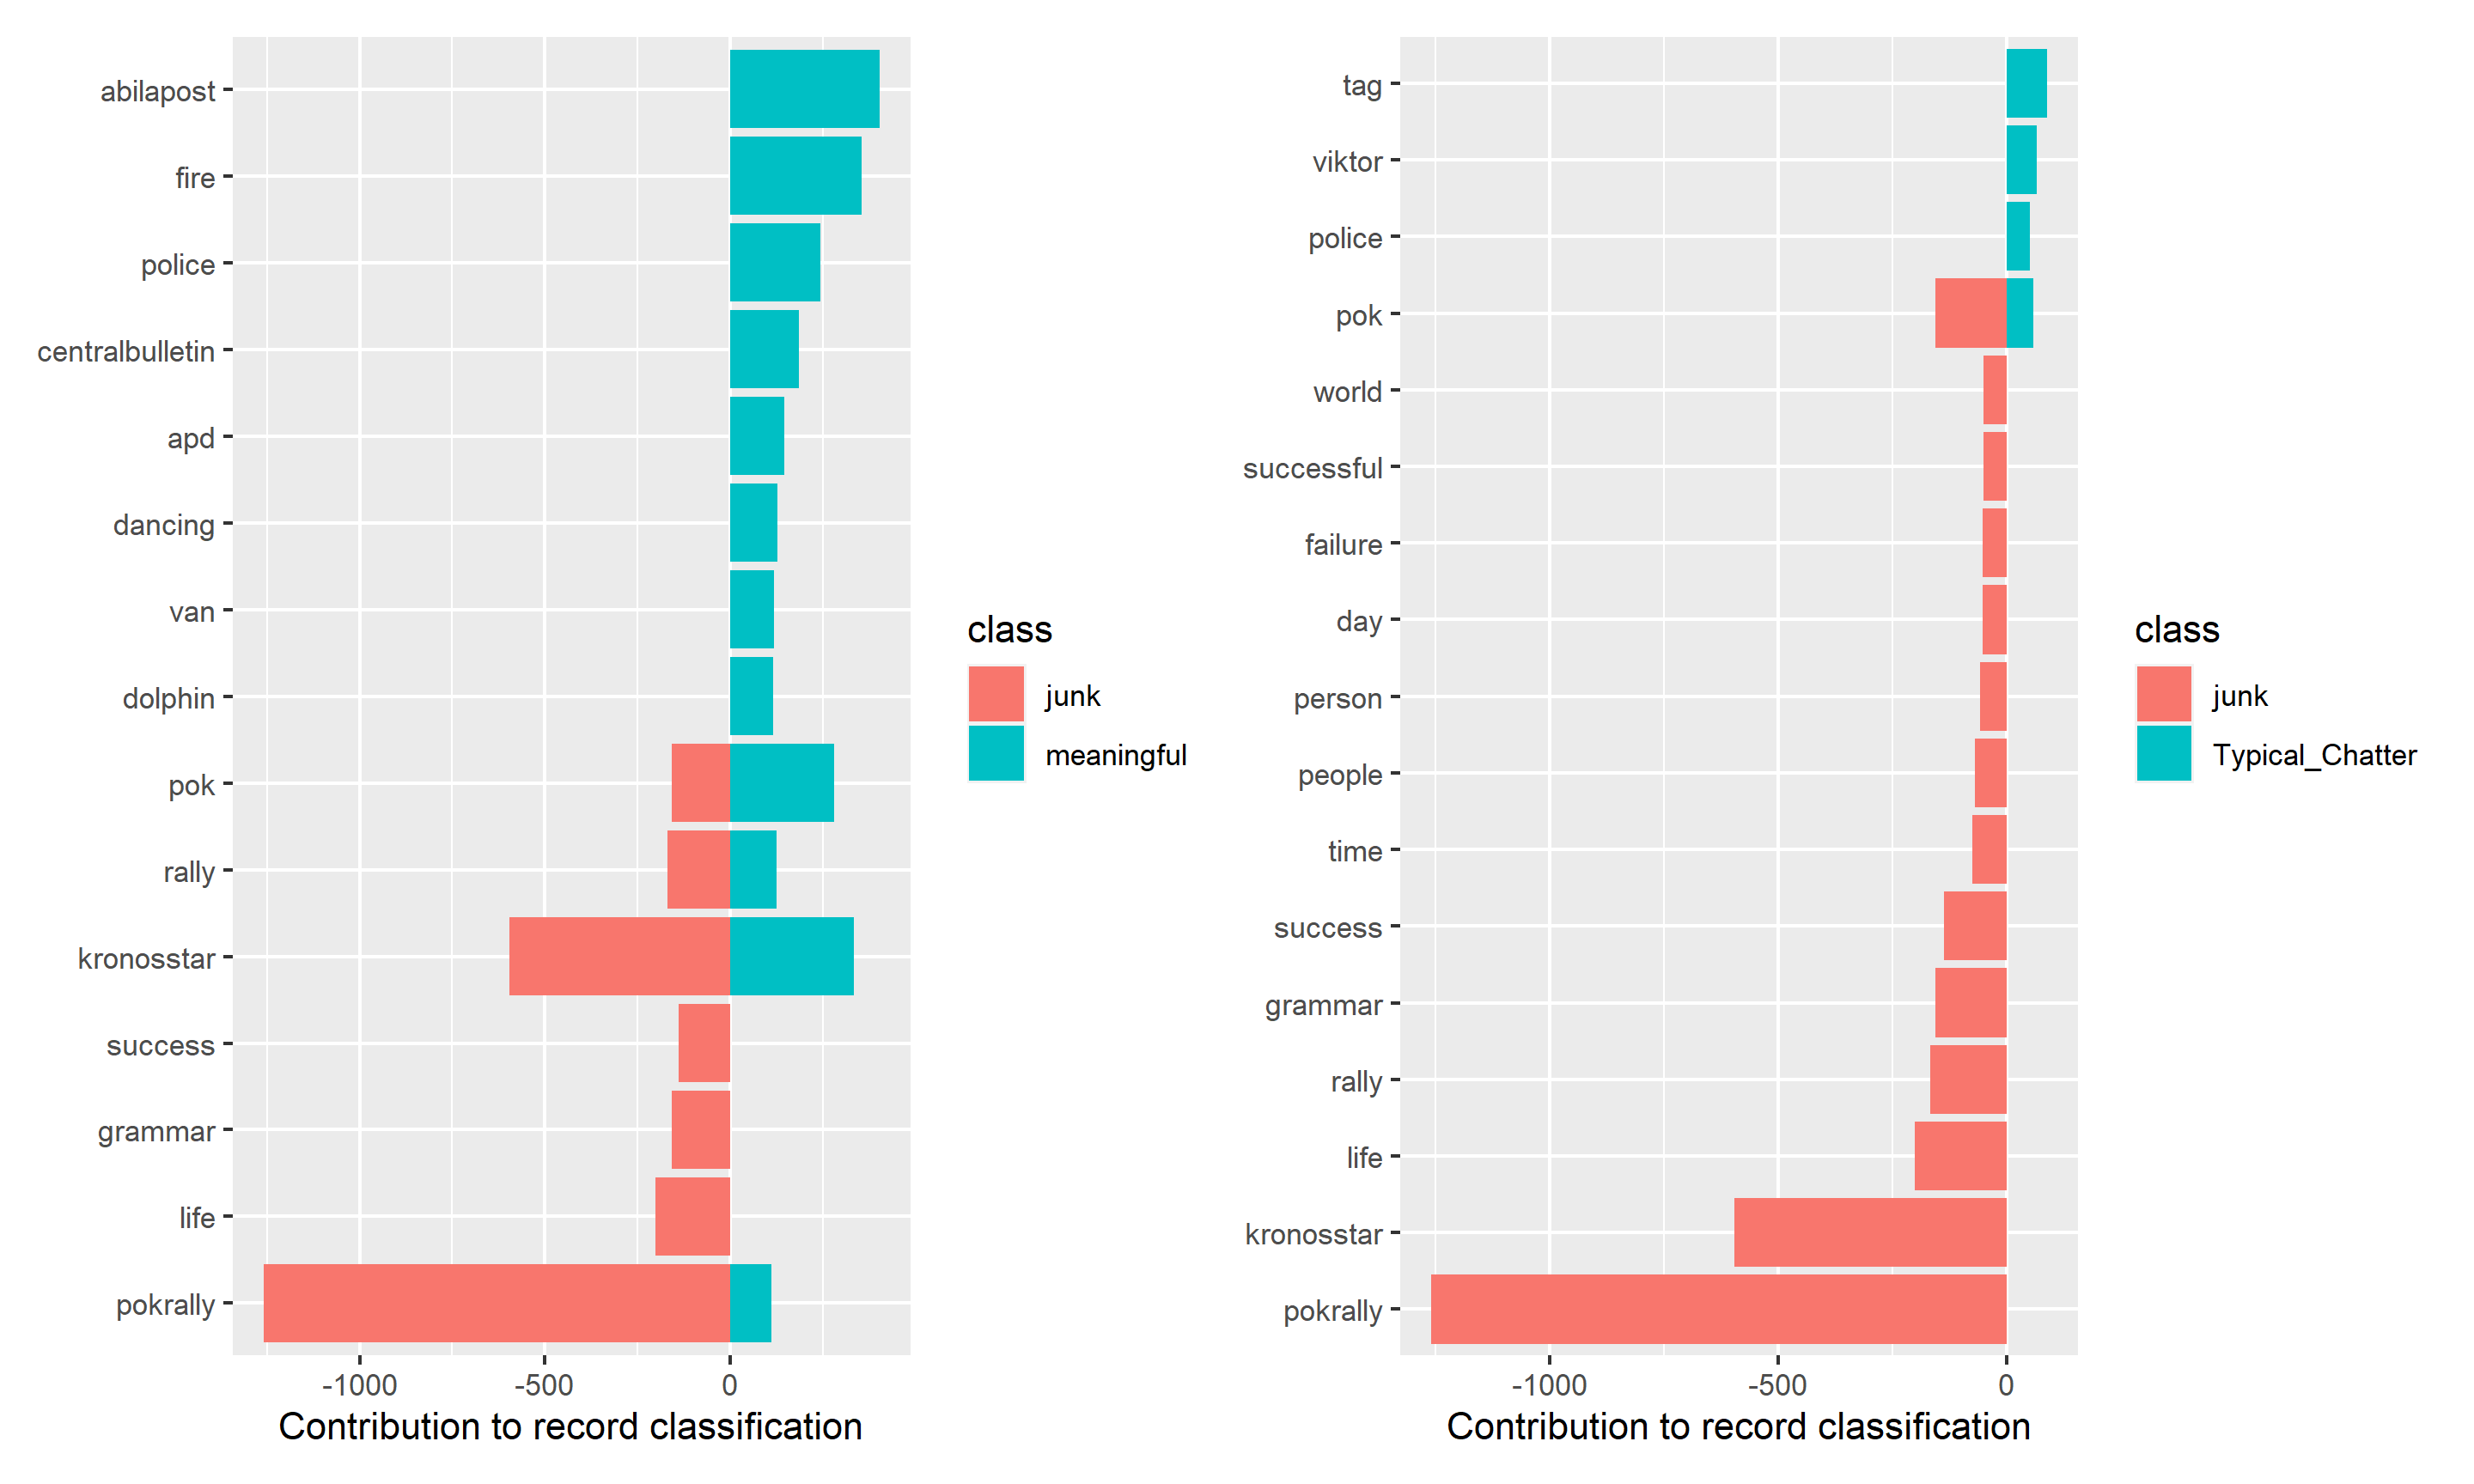 abilapost
fire
police
centralbulletin
apd
dancing
van
dolphin
pok
rally
kronosstar
success
grammar
life
pokrally
-1000 -500 0
Contribution to record classification
class
junk
meaningful
tag
viktor
police
pok
world
successful
failure
day
person
people
time
success
grammar
rally
life
kronosstar
pokrally
-1000 -500 0
Contribution to record classification
class
junk
Typical_Chatter